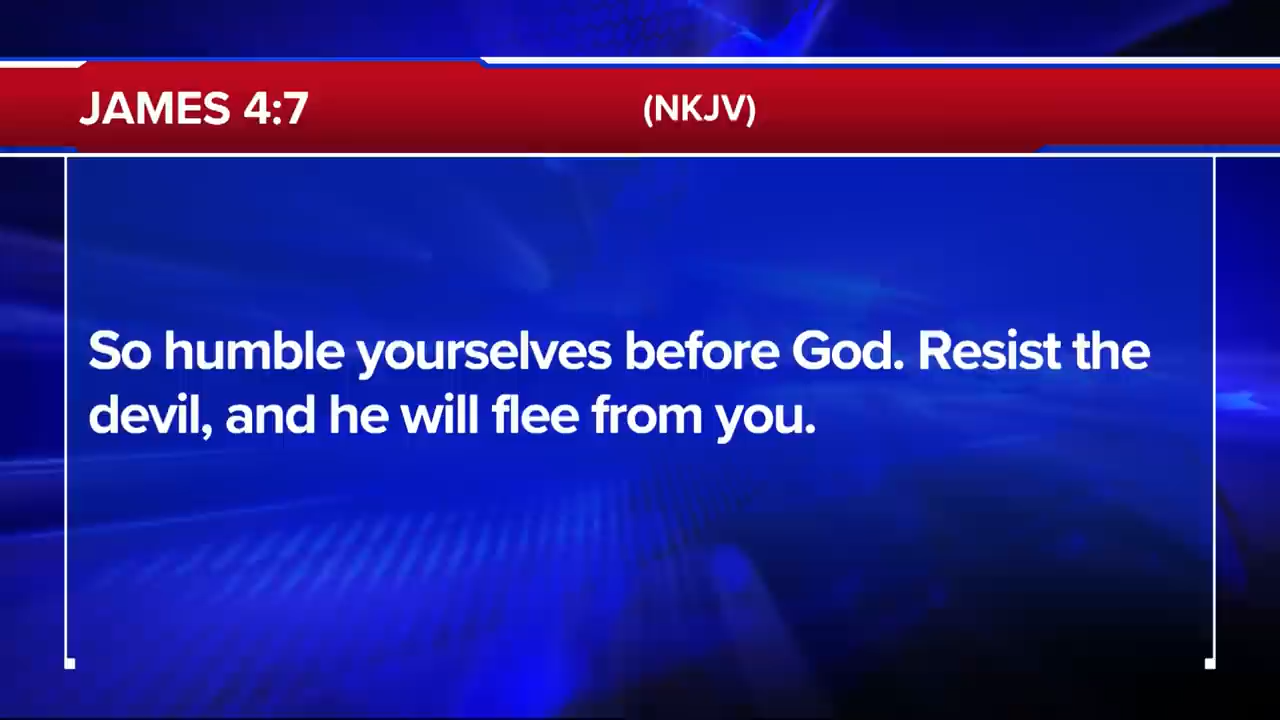 JAMES 4:7 (NKJV)
So humble yourselves before God. Resist the
devil, and he will flee from you.